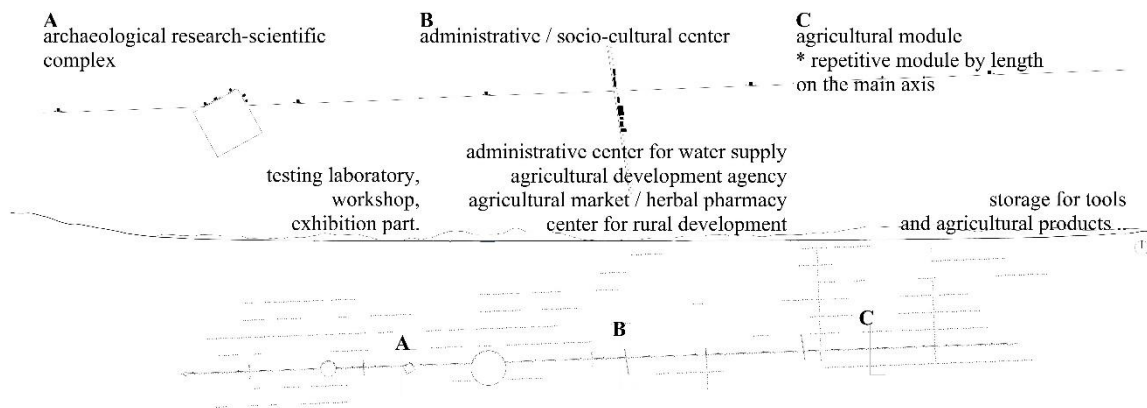 A
archaeological research-scientific
complex
B
administrative / socio-cultural center
C
agricultural module
* repetitive module by length
on the main axis
testing laboratory,
workshop,
exhibition part.
administrative center for water supply
agricultural development agency
agricultural market / herbal pharmacy
center for rural development
storage for tools
and agricultural products ..
A
B
C